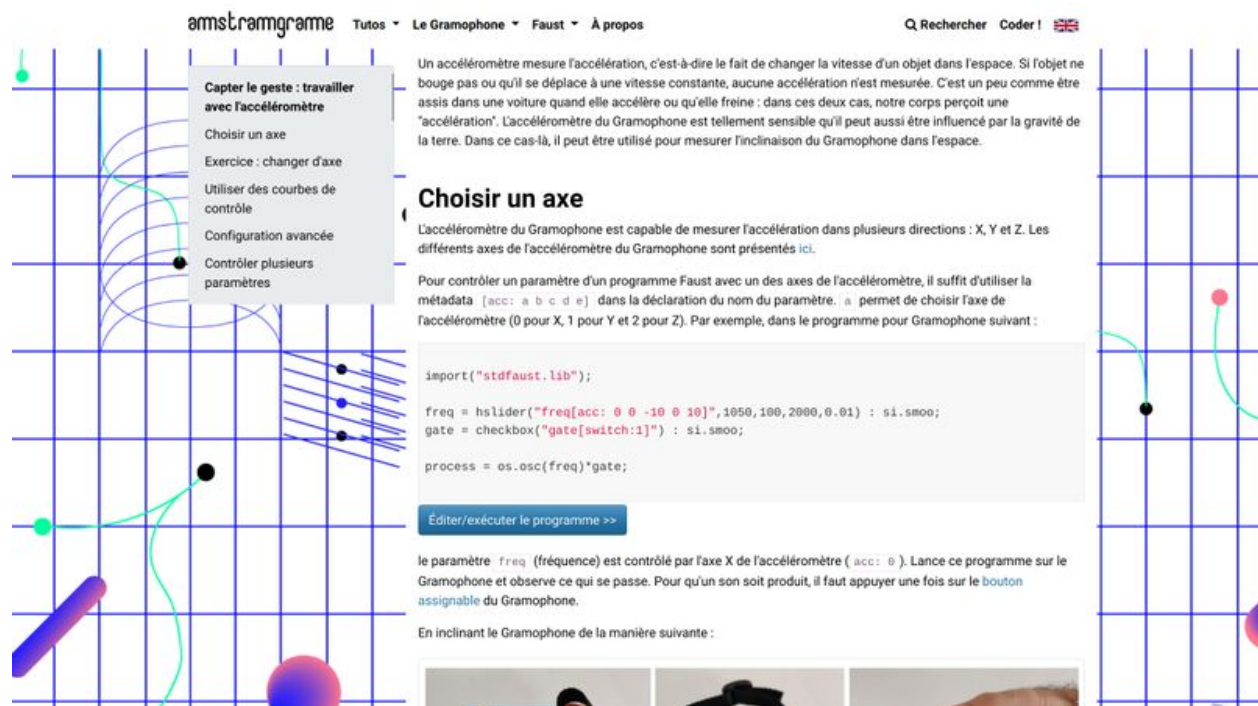 amstramgrame Tutos Le Gramophone Faust À propos Rechercher Coder !
Capter le geste : travailler
avec l'accéléromètre
Choisir un axe
Exercice : changer d'axe
Utiliser des courbes de
contrôle
Configuration avancée
Contrôler plusieurs
paramètres
Un accéléromètre mesure l'accélération, c'est-à-dire le fait de changer la vitesse d'un objet dans l'espace. Si l'objet ne
bouge pas ou qu'il se déplace à une vitesse constante, aucune accélération n'est mesurée. C'est un peu comme être
assis dans une voiture quand elle accélère ou qu'elle freine : dans ces deux cas, notre corps perçoit une
"accélération". L'accéléromètre du Gramophone est tellement sensible qu'il peut aussi être influencé par la gravité de
la terre. Dans ce cas-là, il peut être utilisé pour mesurer l'inclinaison du Gramophone dans l'espace.
Choisir un axe
L'accéléromètre du Gramophone est capable de mesurer l'accélération dans plusieurs directions : X, Y et Z. Les
différents axes de l'accéléromètre du Gramophone sont présentés ici.
Pour contrôler un paramètre d'un programme Faust avec un des axes de l'accéléromètre, il suffit d'utiliser la
métadata [acc: a b c d e] dans la déclaration du nom du paramètre. a permet de choisir l'axe de
l'accéléromètre (0 pour X, 1 pour Y et 2 pour Z). Par exemple, dans le programme pour Gramophone suivant :
import("stdfaust.lib");
freq = hslider("freq[acc: 0 0 -10 0 10]",1050,100,2000,0.01) : si.smoo;
gate = checkbox("gate[switch:1]") : si.smoo;
process = os.osc(freq)*gate;
Éditer/exécuter le programme >>
le paramètre freq (fréquence) est contrôlé par l'axe X de l'accéléromètre ( acc: 0 ). Lance ce programme sur le
Gramophone et observe ce qui se passe. Pour qu'un son soit produit, il faut appuyer une fois sur le bouton
assignable du Gramophone.
En inclinant le Gramophone de la manière suivante :